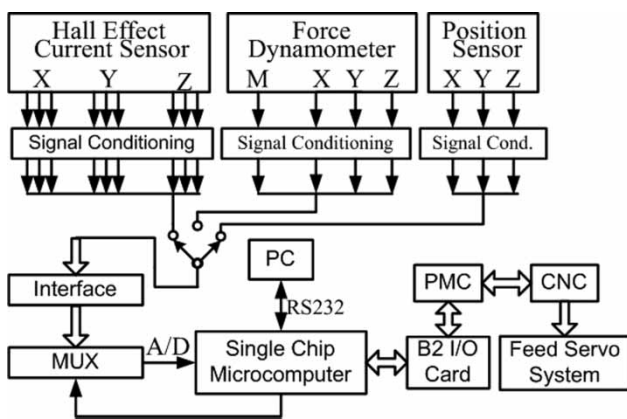 Hall Effect
Current Sensor
X Y Z
Force
Dynamometer
M X Y Z
Position
Sensor
X Y Z
Signal Conditioning
Signal Conditioning
Signal Cond.
PC
RS232
Interface
MUX
A/D
Single Chip
Microcomputer
PMC
CNC
B2 I/O
Card
Feed Servo
System